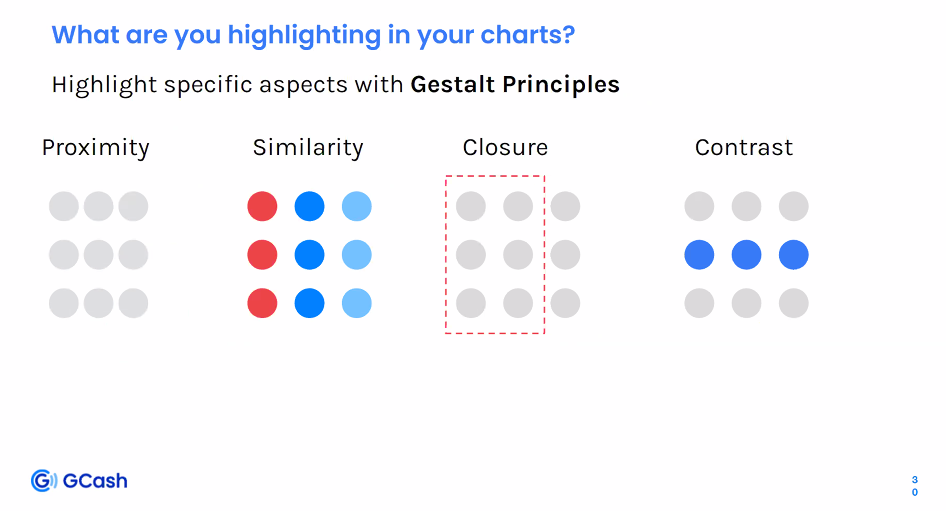 What are you highlighting in your charts?
Highlight specific aspects with Gestalt Principles
Proximity
Similarity
Closure
Contrast
GCash
3
0